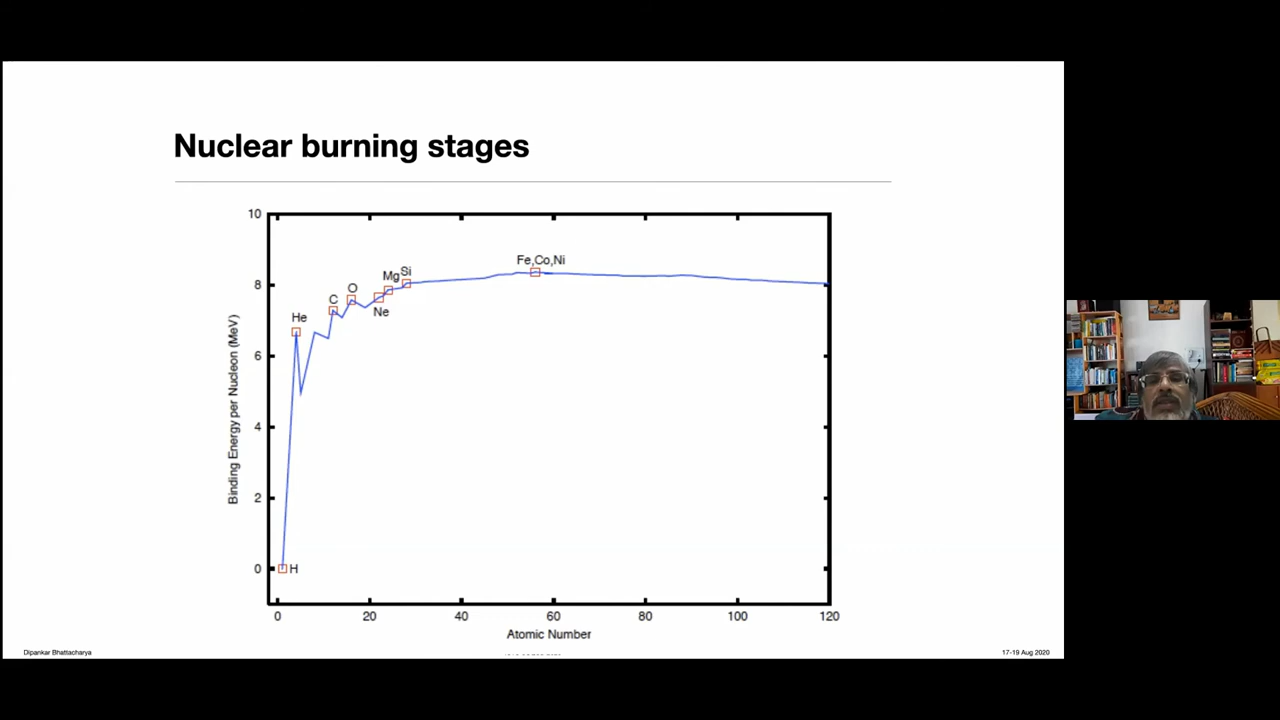 Nuclear burning stages
10
8
6
4
2
0
Binding Energy per Nucleon (MeV)
He
C
O
Ne
Mg
Si
Fe,Co,Ni
H
0 20 40 60 80 100 120
Atomic Number
Dipankar Bhattacharya
17-19 Aug 2020